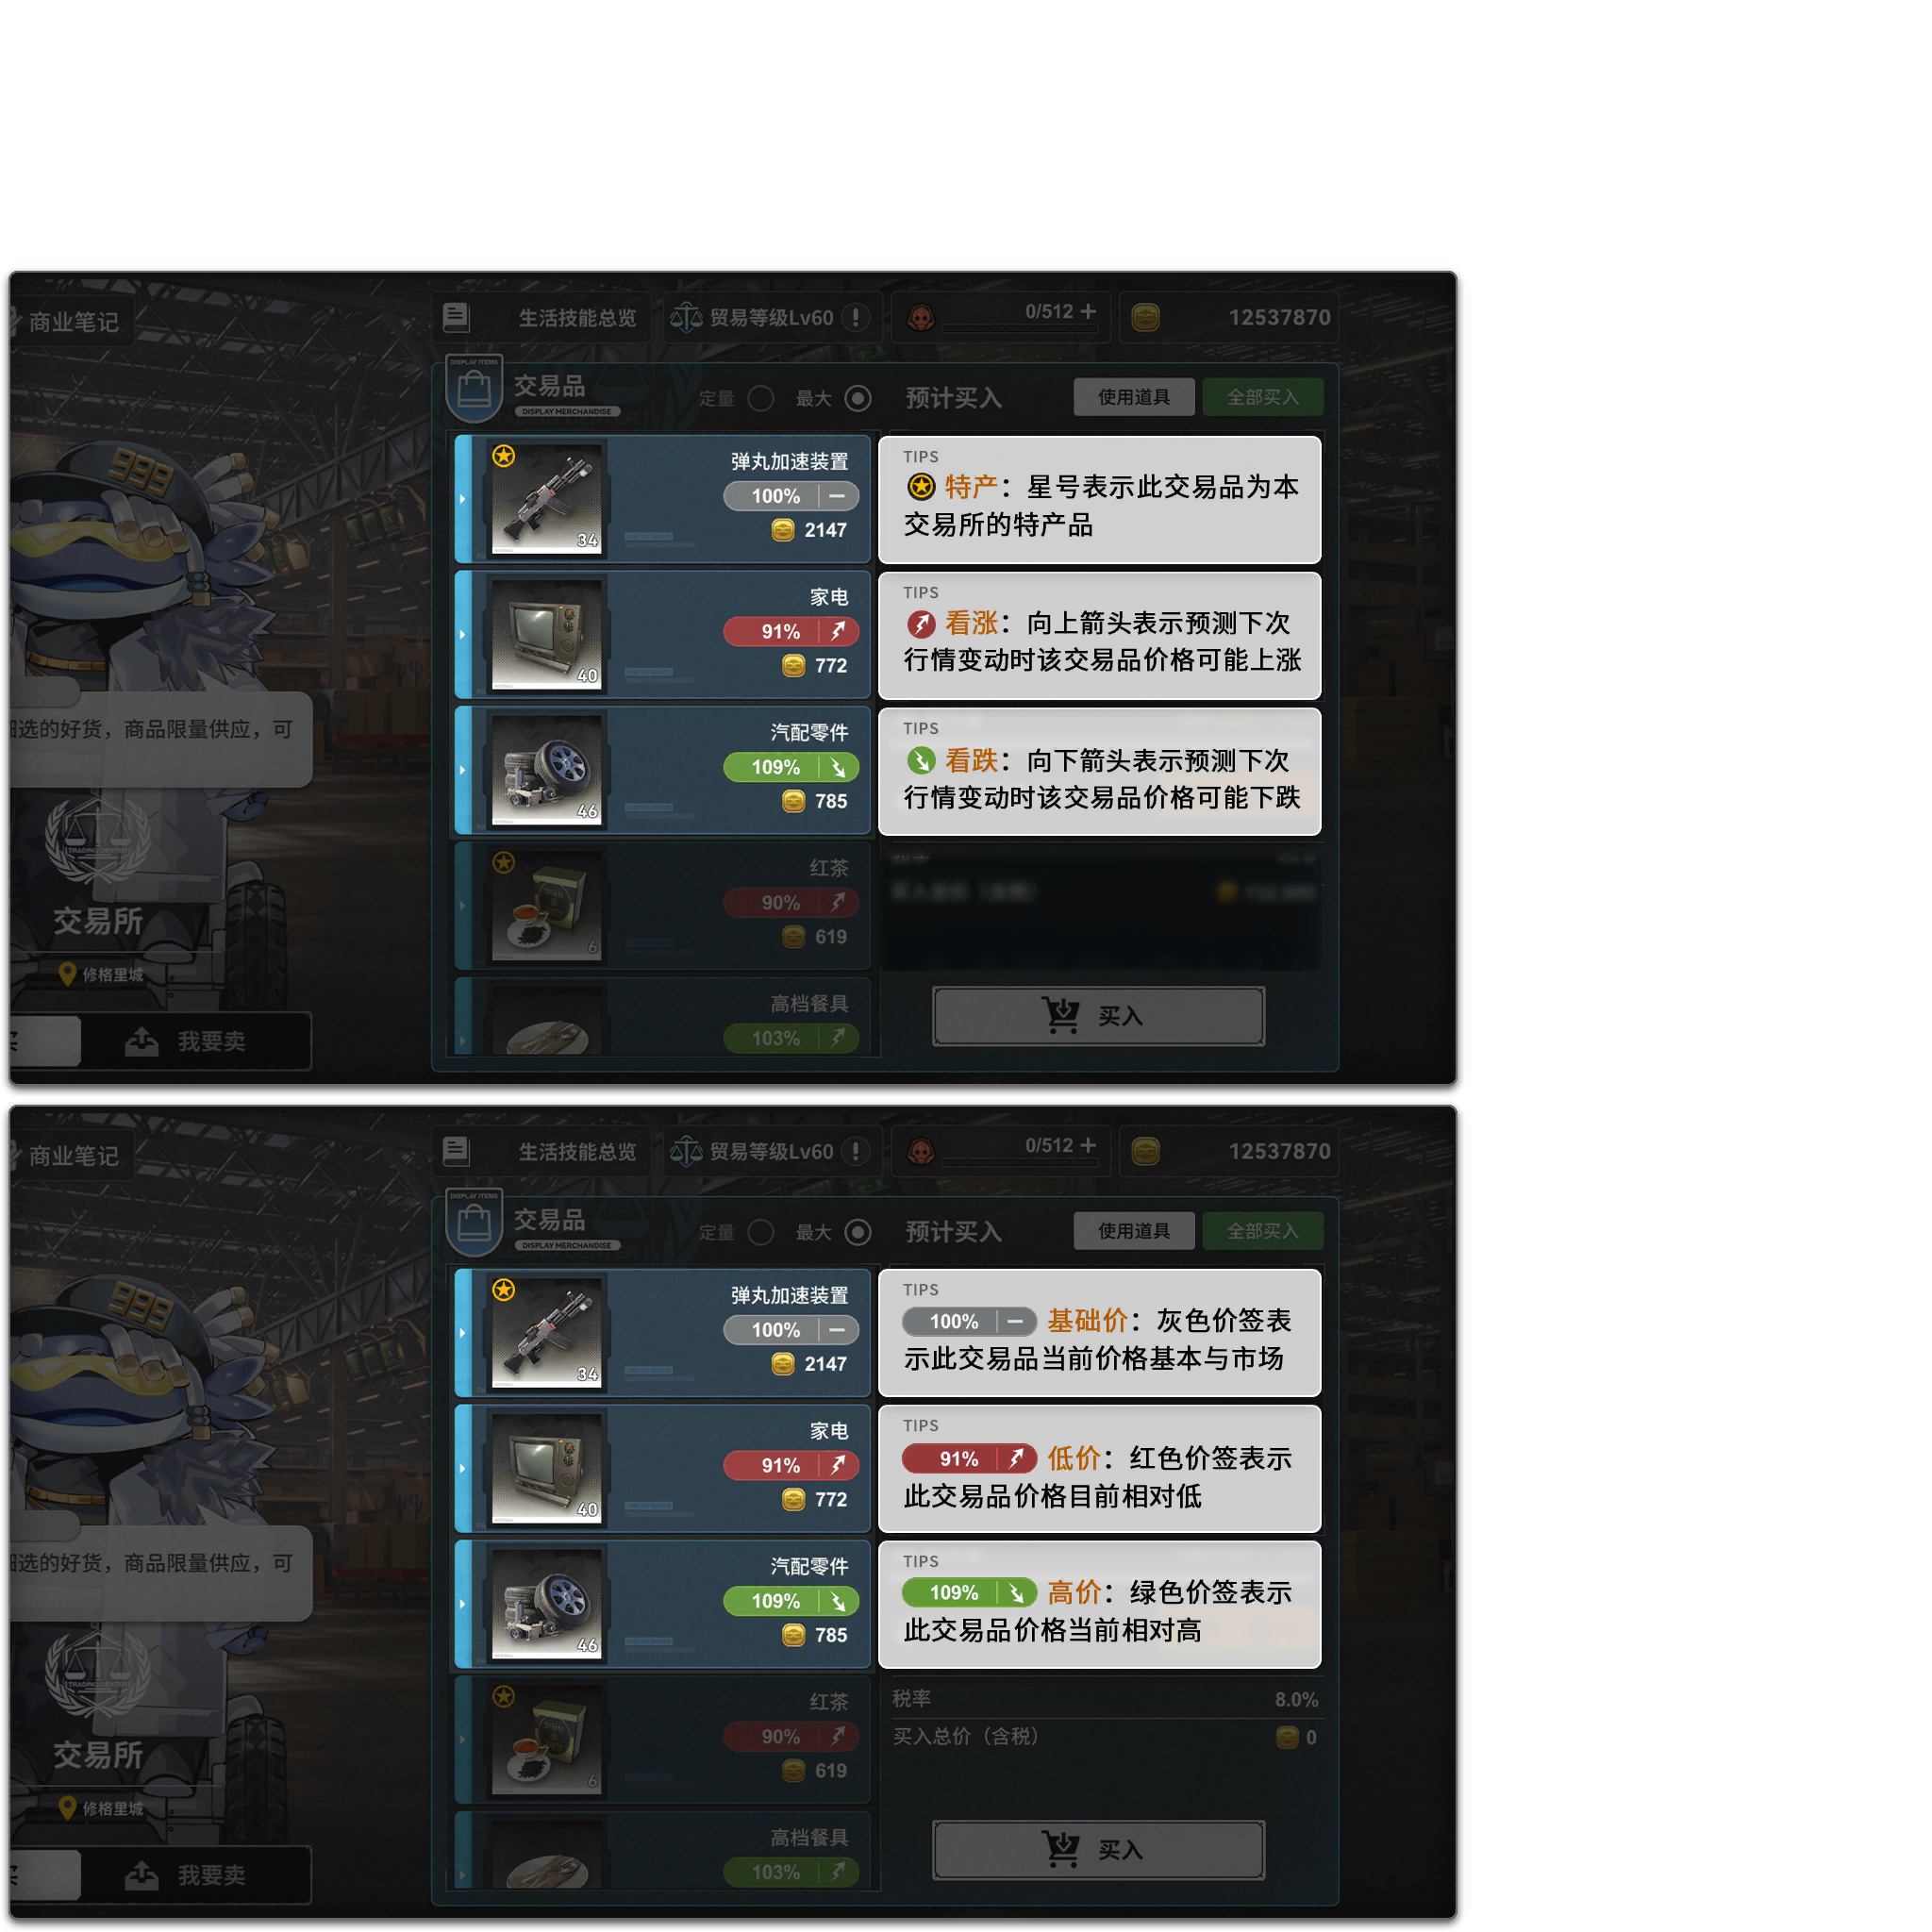 商业笔记
生活技能总览
贸易等级Lv60
0/512
12537870
DISPLAY ITEMS
交易品
DISPLAY MERCHANDISE
定量
最大
预计买入
使用道具
全部买入
弹丸加速装置
100%
2147
34
家电
91%
772
40
汽配零件
109%
785
46
红茶
90%
619
6
高档餐具
103%
TIPS
特产：星号表示此交易品为本
交易所的特产品
TIPS
看涨：向上箭头表示预测下次
行情变动时该交易品价格可能上涨
TIPS
看跌：向下箭头表示预测下次
行情变动时该交易品价格可能下跌
买入
999
选的好货，商品限量供应，可
TRADING CENTER
交易所
修格里城
我要卖
商业笔记
生活技能总览
贸易等级Lv60
0/512
12537870
DISPLAY ITEMS
交易品
DISPLAY MERCHANDISE
定量
最大
预计买入
使用道具
全部买入
弹丸加速装置
100%
2147
34
家电
91%
772
40
汽配零件
109%
785
46
红茶
90%
619
6
高档餐具
103%
TIPS
100% 基础价：灰色价签表
示此交易品当前价格基本与市场
TIPS
91% 低价：红色价签表示
此交易品价格目前相对低
TIPS
109% 高价：绿色价签表示
此交易品价格当前相对高
税率
8.0%
买入总价（含税）
0
买入
999
选的好货，商品限量供应，可
TRADING CENTER
交易所
修格里城
我要卖